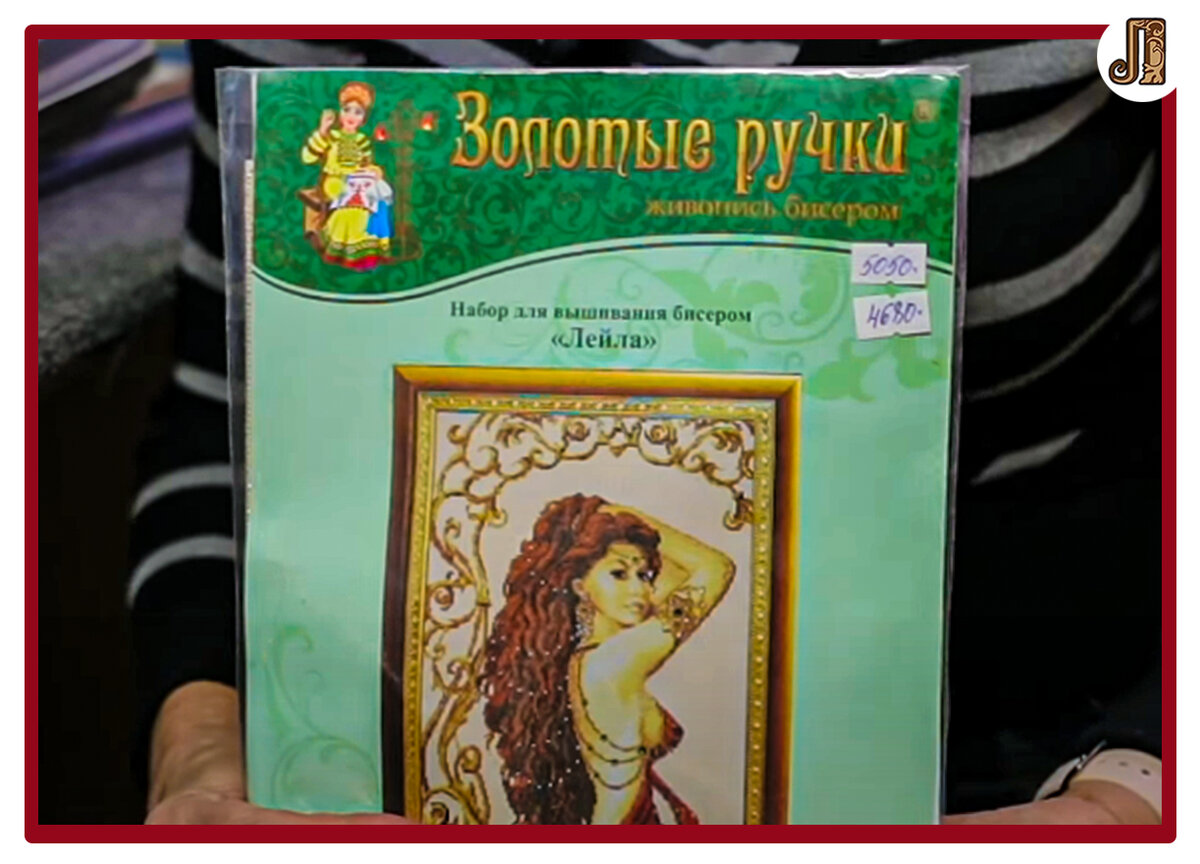 Золотые ручки
живопись бисером
5050-
4680-
Набор для вышивания бисером
«Лейла»